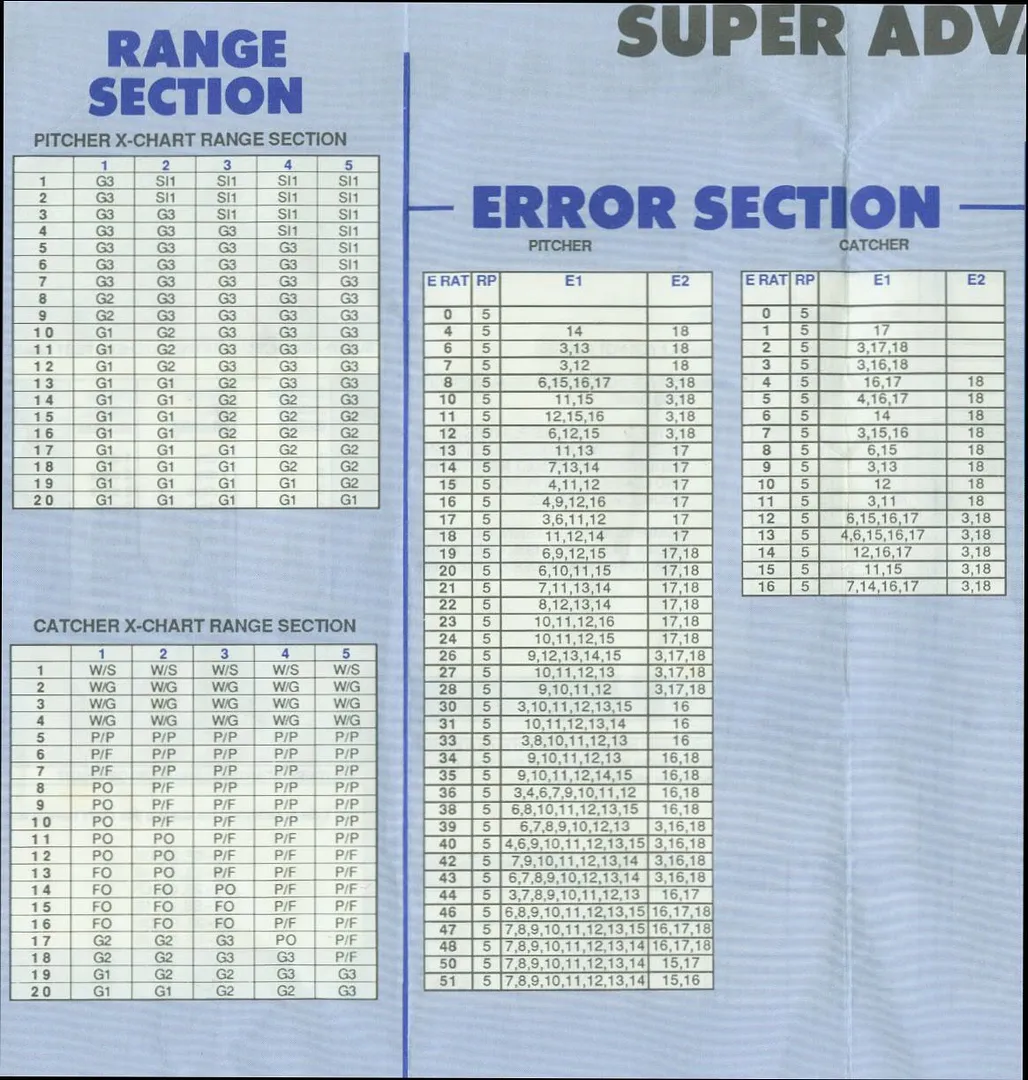 SUPER ADVA
RANGE
SECTION
PITCHER X-CHART RANGE SECTION
1 2 3 4 5
1 G3 SI1 SI1 SI1 SI1
2 G3 SI1 SI1 SI1 SI1
3 G3 G3 SI1 SI1 SI1
4 G3 G3 G3 SI1 SI1
5 G3 G3 G3 G3 SI1
6 G3 G3 G3 G3 SI1
7 G3 G3 G3 G3 G3
8 G2 G3 G3 G3 G3
9 G2 G3 G3 G3 G3
10 G1 G2 G3 G3 G3
11 G1 G2 G3 G3 G3
12 G1 G2 G3 G3 G3
13 G1 G1 G2 G3 G3
14 G1 G1 G2 G2 G3
15 G1 G1 G2 G2 G2
16 G1 G1 G2 G2 G2
17 G1 G1 G1 G2 G2
18 G1 G1 G1 G2 G2
19 G1 G1 G1 G1 G2
20 G1 G1 G1 G1 G1
CATCHER X-CHART RANGE SECTION
1 2 3 4 5
1 W/S W/S W/S W/S W/S
2 W/G W/G W/G W/G W/G
3 W/G W/G W/G W/G W/G
4 W/G W/G W/G W/G W/G
5 P/P P/P P/P P/P P/P
6 P/F P/P P/P P/P P/P
7 P/F P/P P/P P/P P/P
8 PO P/F P/P P/P P/P
9 PO P/F P/F P/P P/P
10 PO P/F P/F P/P P/P
11 PO PO P/F P/F P/P
12 PO PO P/F P/F P/P
13 FO PO P/F P/F P/F
14 FO FO PO P/F P/F
15 FO FO FO P/F P/F
16 FO FO FO P/F P/F
17 G2 G2 G3 PO P/F
18 G2 G2 G3 G3 P/F
19 G1 G2 G2 G3 G3
20 G1 G1 G2 G2 G3
ERROR SECTION
PITCHER
E RAT RP E1 E2
0 5
4 5 14 18
6 5 3,13 18
7 5 3,12 18
8 5 6,15,16,17 3,18
10 5 11,15 3,18
11 5 12,15,16 3,18
12 5 6,12,15 3,18
13 5 11,13 17
14 5 7,13,14 17
15 5 4,11,12 17
16 5 4,9,12,16 17
17 5 3,6,11,12 17
18 5 11,12,14 17
19 5 6,9,12,15 17,18
20 5 6,10,11,15 17,18
21 5 7,11,13,14 17,18
22 5 8,12,13,14 17,18
23 5 10,11,12,16 17,18
24 5 10,11,12,15 17,18
26 5 9,12,13,14,15 3,17,18
27 5 10,11,12,13 3,17,18
28 5 9,10,11,12 3,17,18
30 5 3,10,11,12,13,15 16
31 5 10,11,12,13,14 16
33 5 3,8,10,11,12,13 16
34 5 9,10,11,12,13 16,18
35 5 9,10,11,12,14,15 16,18
36 5 3,4,6,7,9,10,11,12 16,18
38 5 6,8,10,11,12,13,15 16,18
39 5 6,7,8,9,10,12,13 3,16,18
40 5 4,6,9,10,11,12,13,15 3,16,18
42 5 7,9,10,11,12,13,14 3,16,18
43 5 6,7,8,9,10,12,13,14 3,16,18
44 5 3,7,8,9,10,12,13 16,17
46 5 6,8,9,10,11,12,13,15 16,17,18
47 5 7,8,9,10,11,12,13,15 16,17,18
48 5 7,8,9,10,11,12,13,14 16,17,18
50 5 7,8,9,10,11,12,13,14 15,17
51 5 7,8,9,10,11,12,13,14 15,16
CATCHER
E RAT RP E1 E2
0 5
1 5 17
2 5 3,17,18
3 5 3,16,18
4 5 16,17 18
5 5 4,16,17 18
6 5 14 18
7 5 3,15,16 18
8 5 6,15 18
9 5 3,13 18
10 5 12 18
11 5 3,11 18
12 5 6,15,16,17 3,18
13 5 4,6,15,16,17 3,18
14 5 12,16,17 3,18
15 5 11,15 3,18
16 5 7,14,16,17 3,18